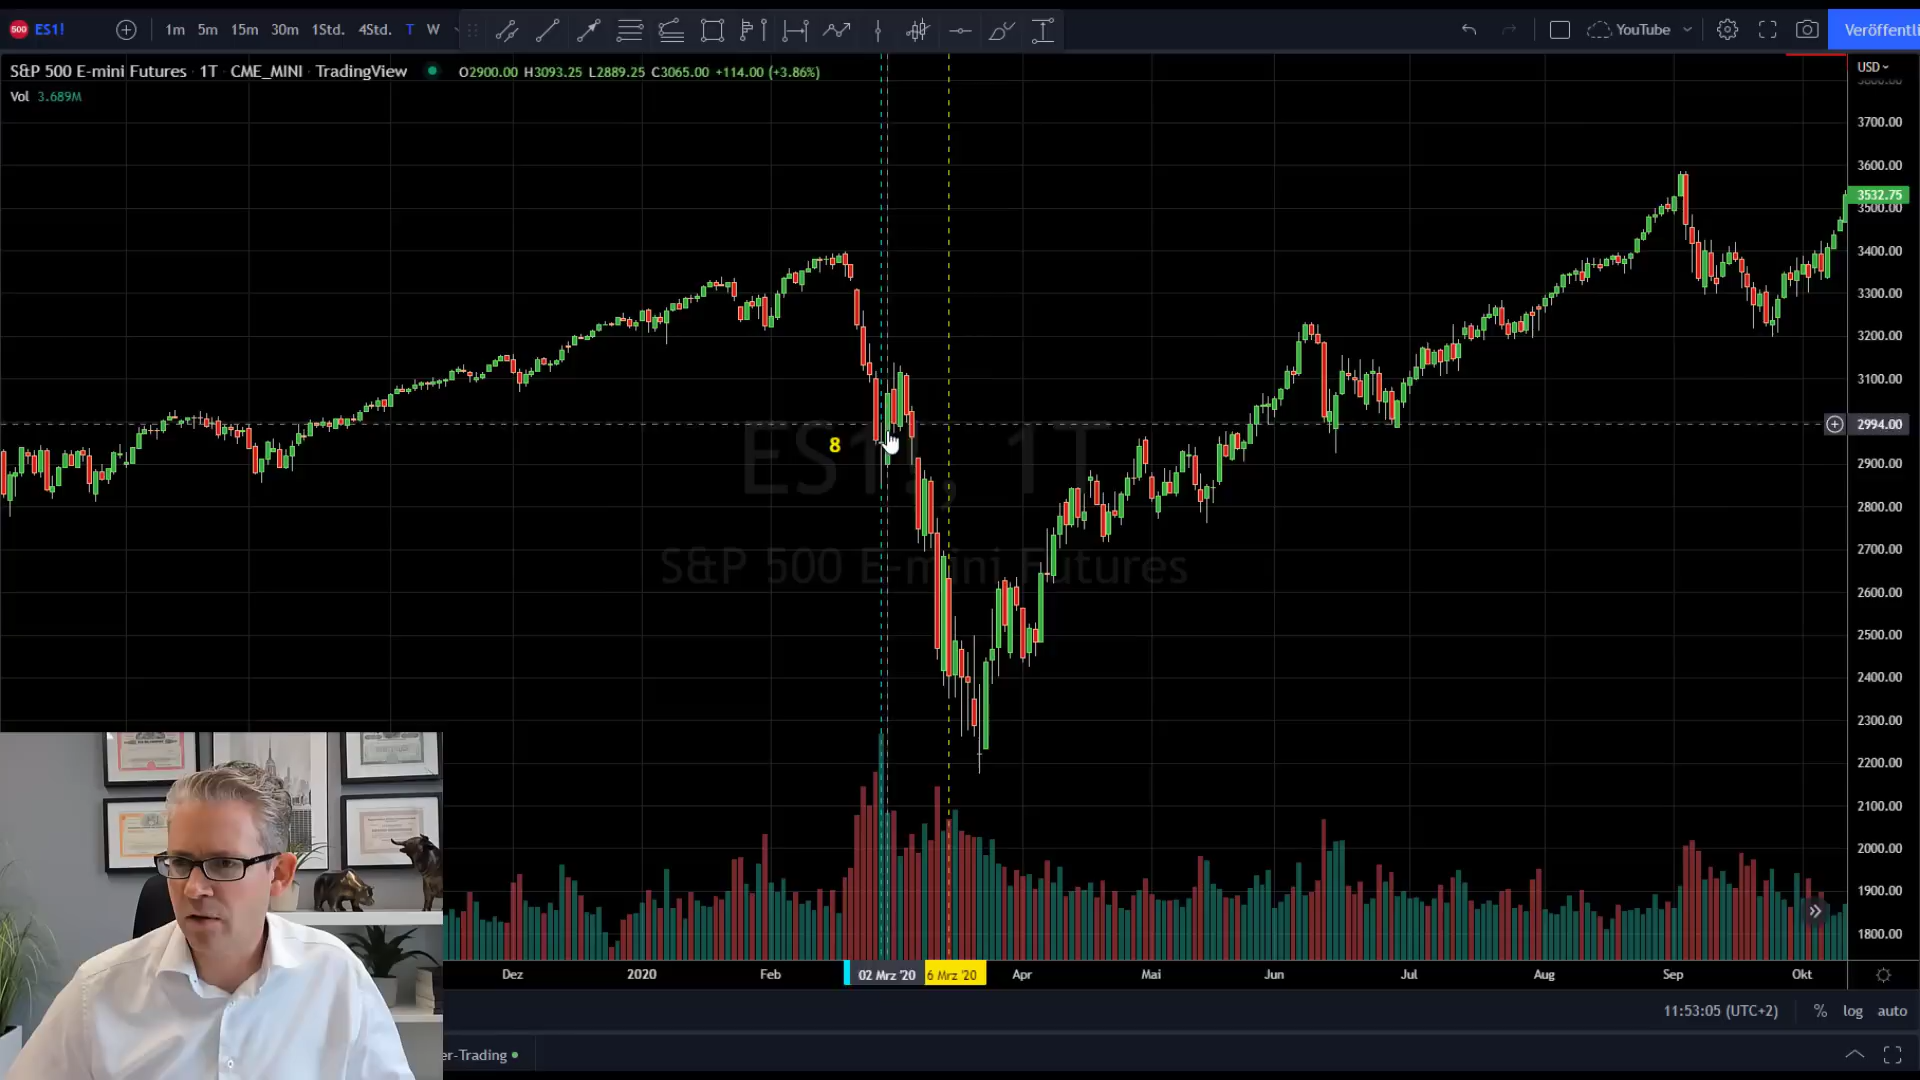 500 ES1! 1m 5m 15m 30m 1Std. 4Std. T W YouTube Veröffentli
S&P 500 E-mini Futures · 1T · CME_MINI · TradingView O2900.00 H3093.25 L2889.25 C3065.00 +114.00 (+3.86%) USD
Vol 3.689M
3700.00
3600.00
3532.75
3500.00
3400.00
3300.00
3200.00
3100.00
2994.00
8
ES1!, 1T
2900.00
2800.00
2700.00
S&P 500 E-mini Futures
2600.00
2500.00
2400.00
2300.00
2200.00
2100.00
2000.00
1900.00
1800.00
Dez 2020 Feb 02 Mrz '20 6 Mrz '20 Apr Mai Jun Jul Aug Sep Okt
11:53:05 (UTC+2) % log auto
er-Trading